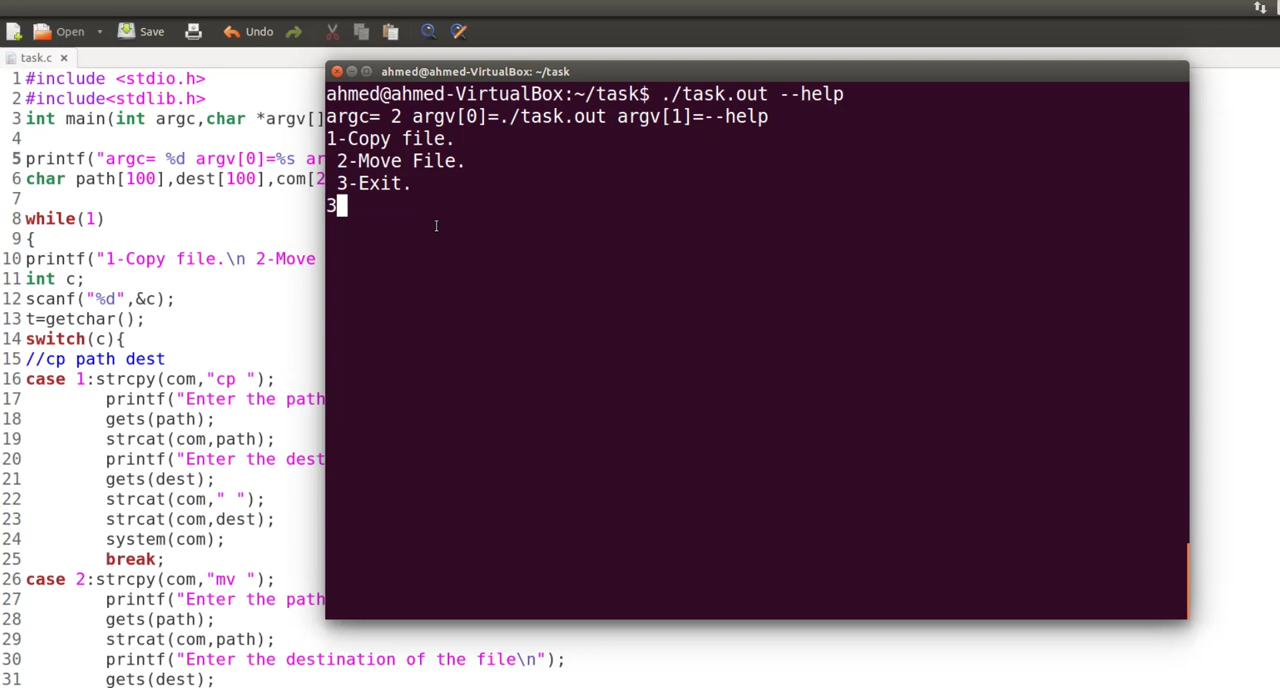 Open Save Undo
task.c
1 #include <stdio.h>
2 #include<stdlib.h>
3 int main(int argc,char *argv[]
4
5 printf("argc= %d argv[0]=%s ar
6 char path[100],dest[100],com[2
7
8 while(1)
9 {
10 printf("1-Copy file.\n 2-Move
11 int c;
12 scanf("%d",&c);
13 t=getchar();
14 switch(c){
15 //cp path dest
16 case 1:strcpy(com,"cp ");
17 printf("Enter the path
18 gets(path);
19 strcat(com,path);
20 printf("Enter the dest
21 gets(dest);
22 strcat(com," ");
23 strcat(com,dest);
24 system(com);
25 break;
26 case 2:strcpy(com,"mv ");
27 printf("Enter the path
28 gets(path);
29 strcat(com,path);
30 printf("Enter the destination of the file\n");
31 gets(dest);
ahmed@ahmed-VirtualBox: ~/task
ahmed@ahmed-VirtualBox:~/task$ ./task.out --help
argc= 2 argv[0]=./task.out argv[1]=--help
1-Copy file.
2-Move File.
3-Exit.
3